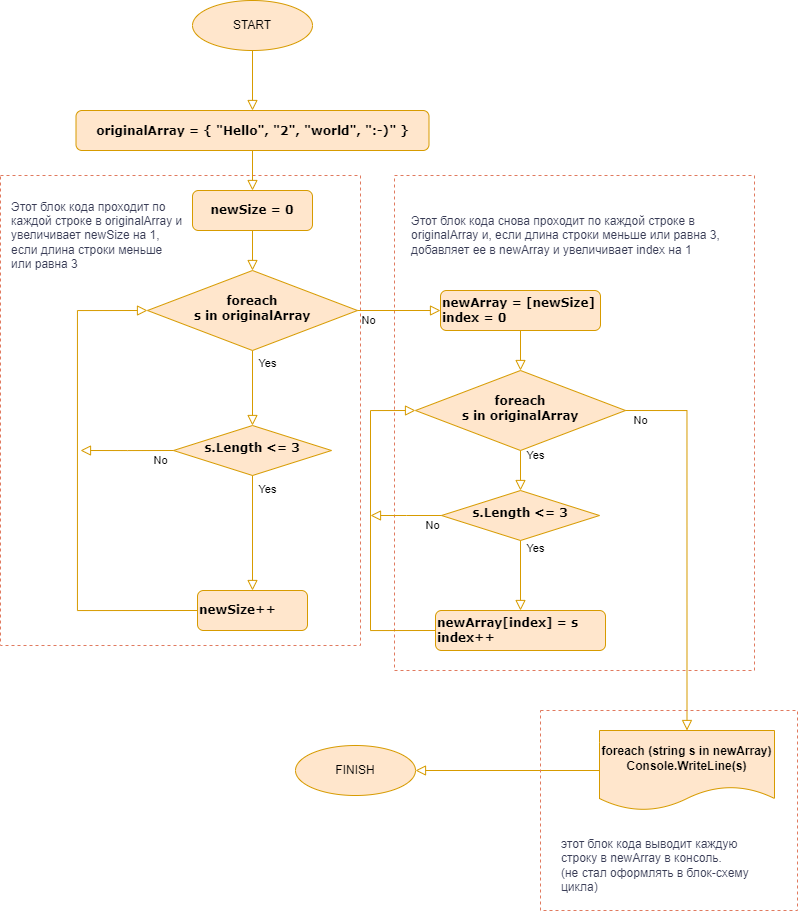 START
originalArray = { "Hello", "2", "world", ":-)" }
Этот блок кода проходит по
каждой строке в originalArray и
увеличивает newSize на 1,
если длина строки меньше
или равна 3
newSize = 0
foreach
s in originalArray
No
Yes
s.Length <= 3
No
Yes
newSize++
Этот блок кода снова проходит по каждой строке в
originalArray и, если длина строки меньше или равна 3,
добавляет ее в newArray и увеличивает index на 1
newArray = [newSize]
index = 0
foreach
s in originalArray
No
Yes
s.Length <= 3
No
Yes
newArray[index] = s
index++
foreach (string s in newArray)
Console.WriteLine(s)
FINISH
этот блок кода выводит каждую
строку в newArray в консоль.
(не стал оформлять в блок-схему
цикла)